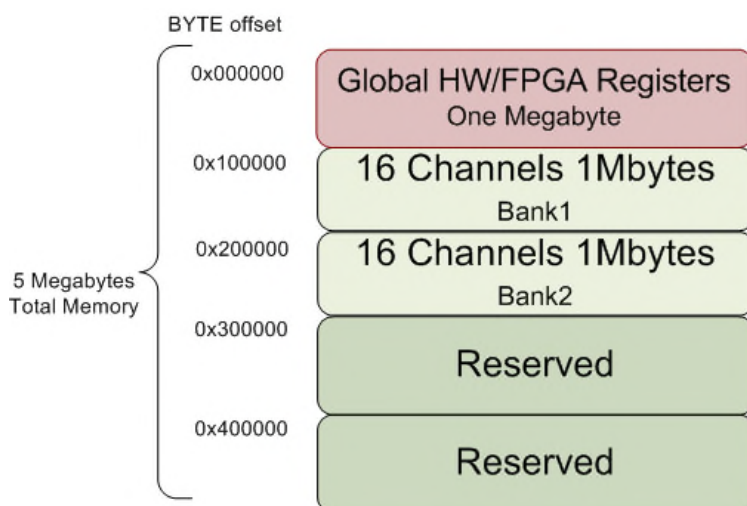 BYTE offset
0x000000
Global HW/FPGA Registers
One Megabyte
0x100000
16 Channels 1Mbytes
Bank1
0x200000
16 Channels 1Mbytes
Bank2
5 Megabytes
Total Memory
0x300000
Reserved
0x400000
Reserved